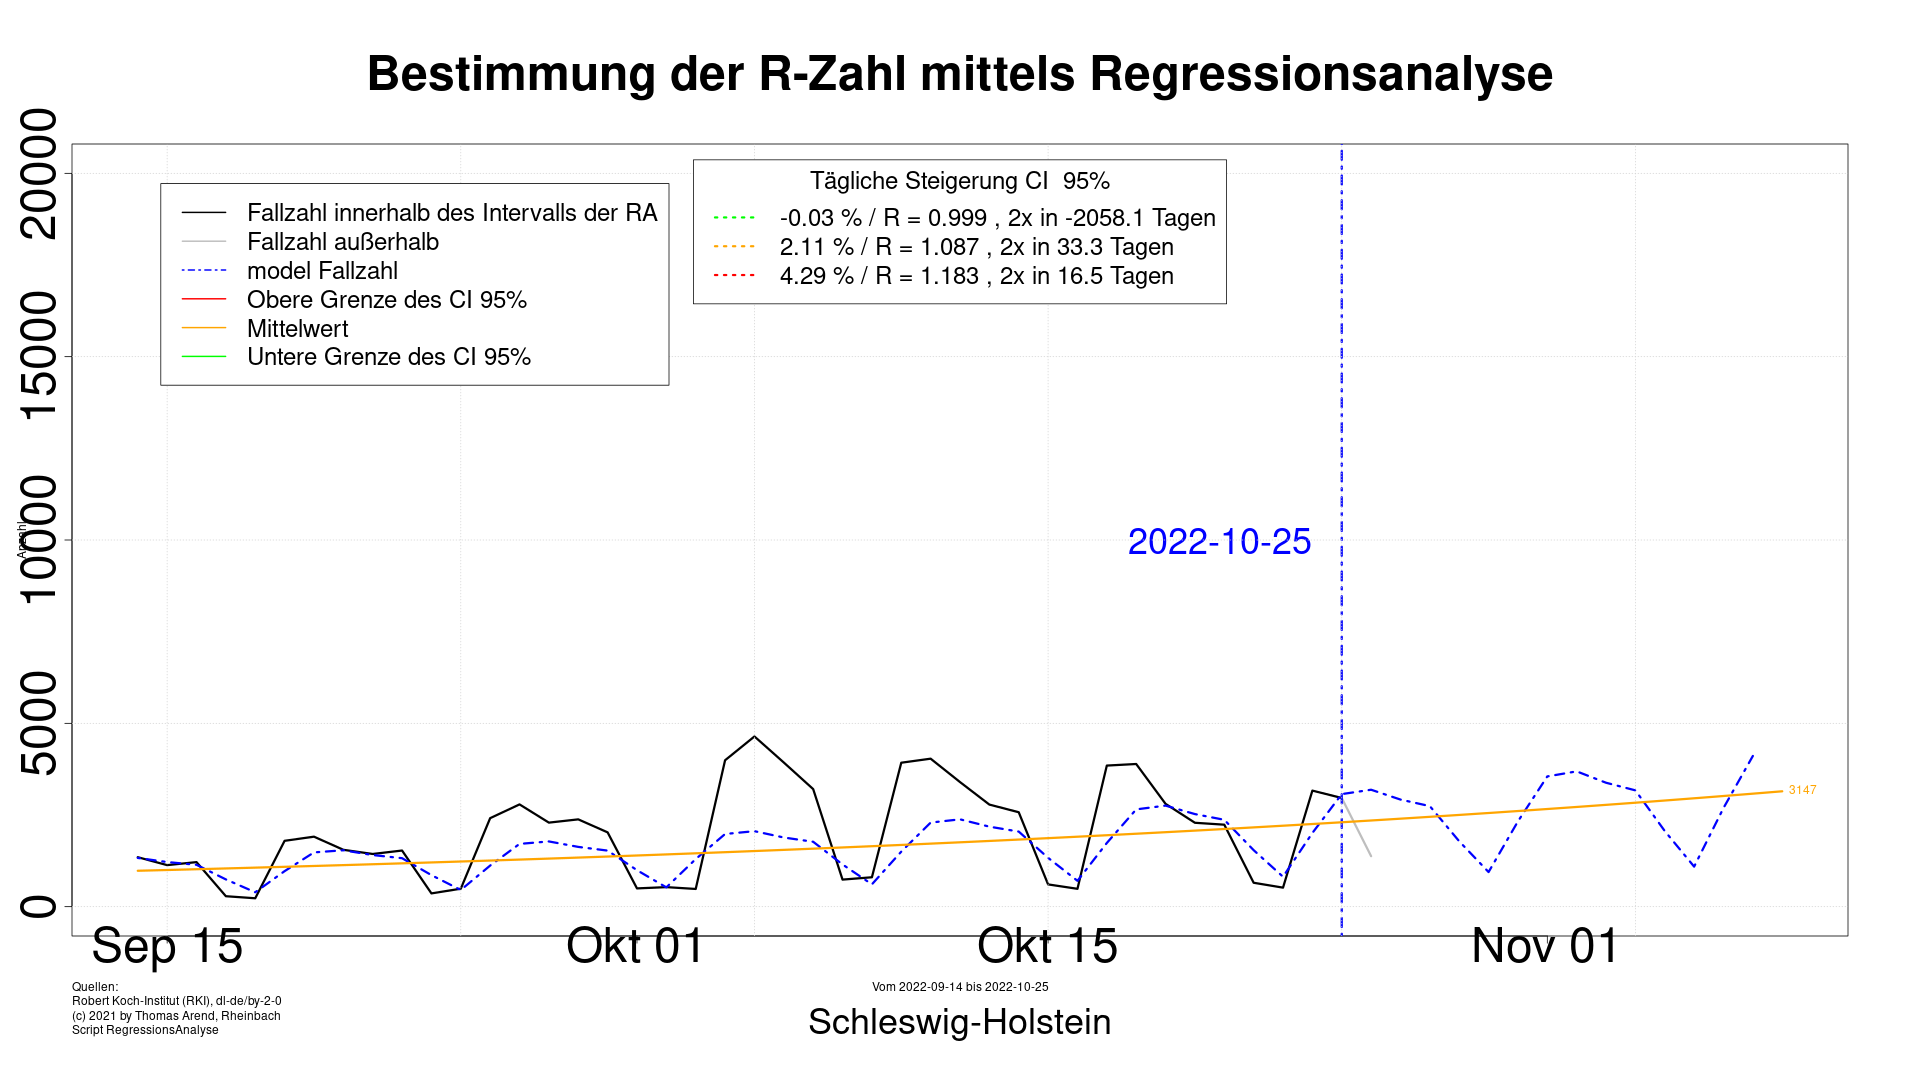 Bestimmung der R-Zahl mittels Regressionsanalyse
Anzahl
20000
15000
10000
5000
0
Fallzahl innerhalb des Intervalls der RA
Fallzahl außerhalb
model Fallzahl
Obere Grenze des CI 95%
Mittelwert
Untere Grenze des CI 95%
Tägliche Steigerung CI  95%
-0.03 % / R = 0.999 , 2x in -2058.1 Tagen
2.11 % / R = 1.087 , 2x in 33.3 Tagen
4.29 % / R = 1.183 , 2x in 16.5 Tagen
2022-10-25
3147
Sep 15
Okt 01
Okt 15
Nov 01
Quellen:
Robert Koch-Institut (RKI), dl-de/by-2-0
(c) 2021 by Thomas Arend, Rheinbach
Script RegressionsAnalyse
Vom 2022-09-14 bis 2022-10-25
Schleswig-Holstein